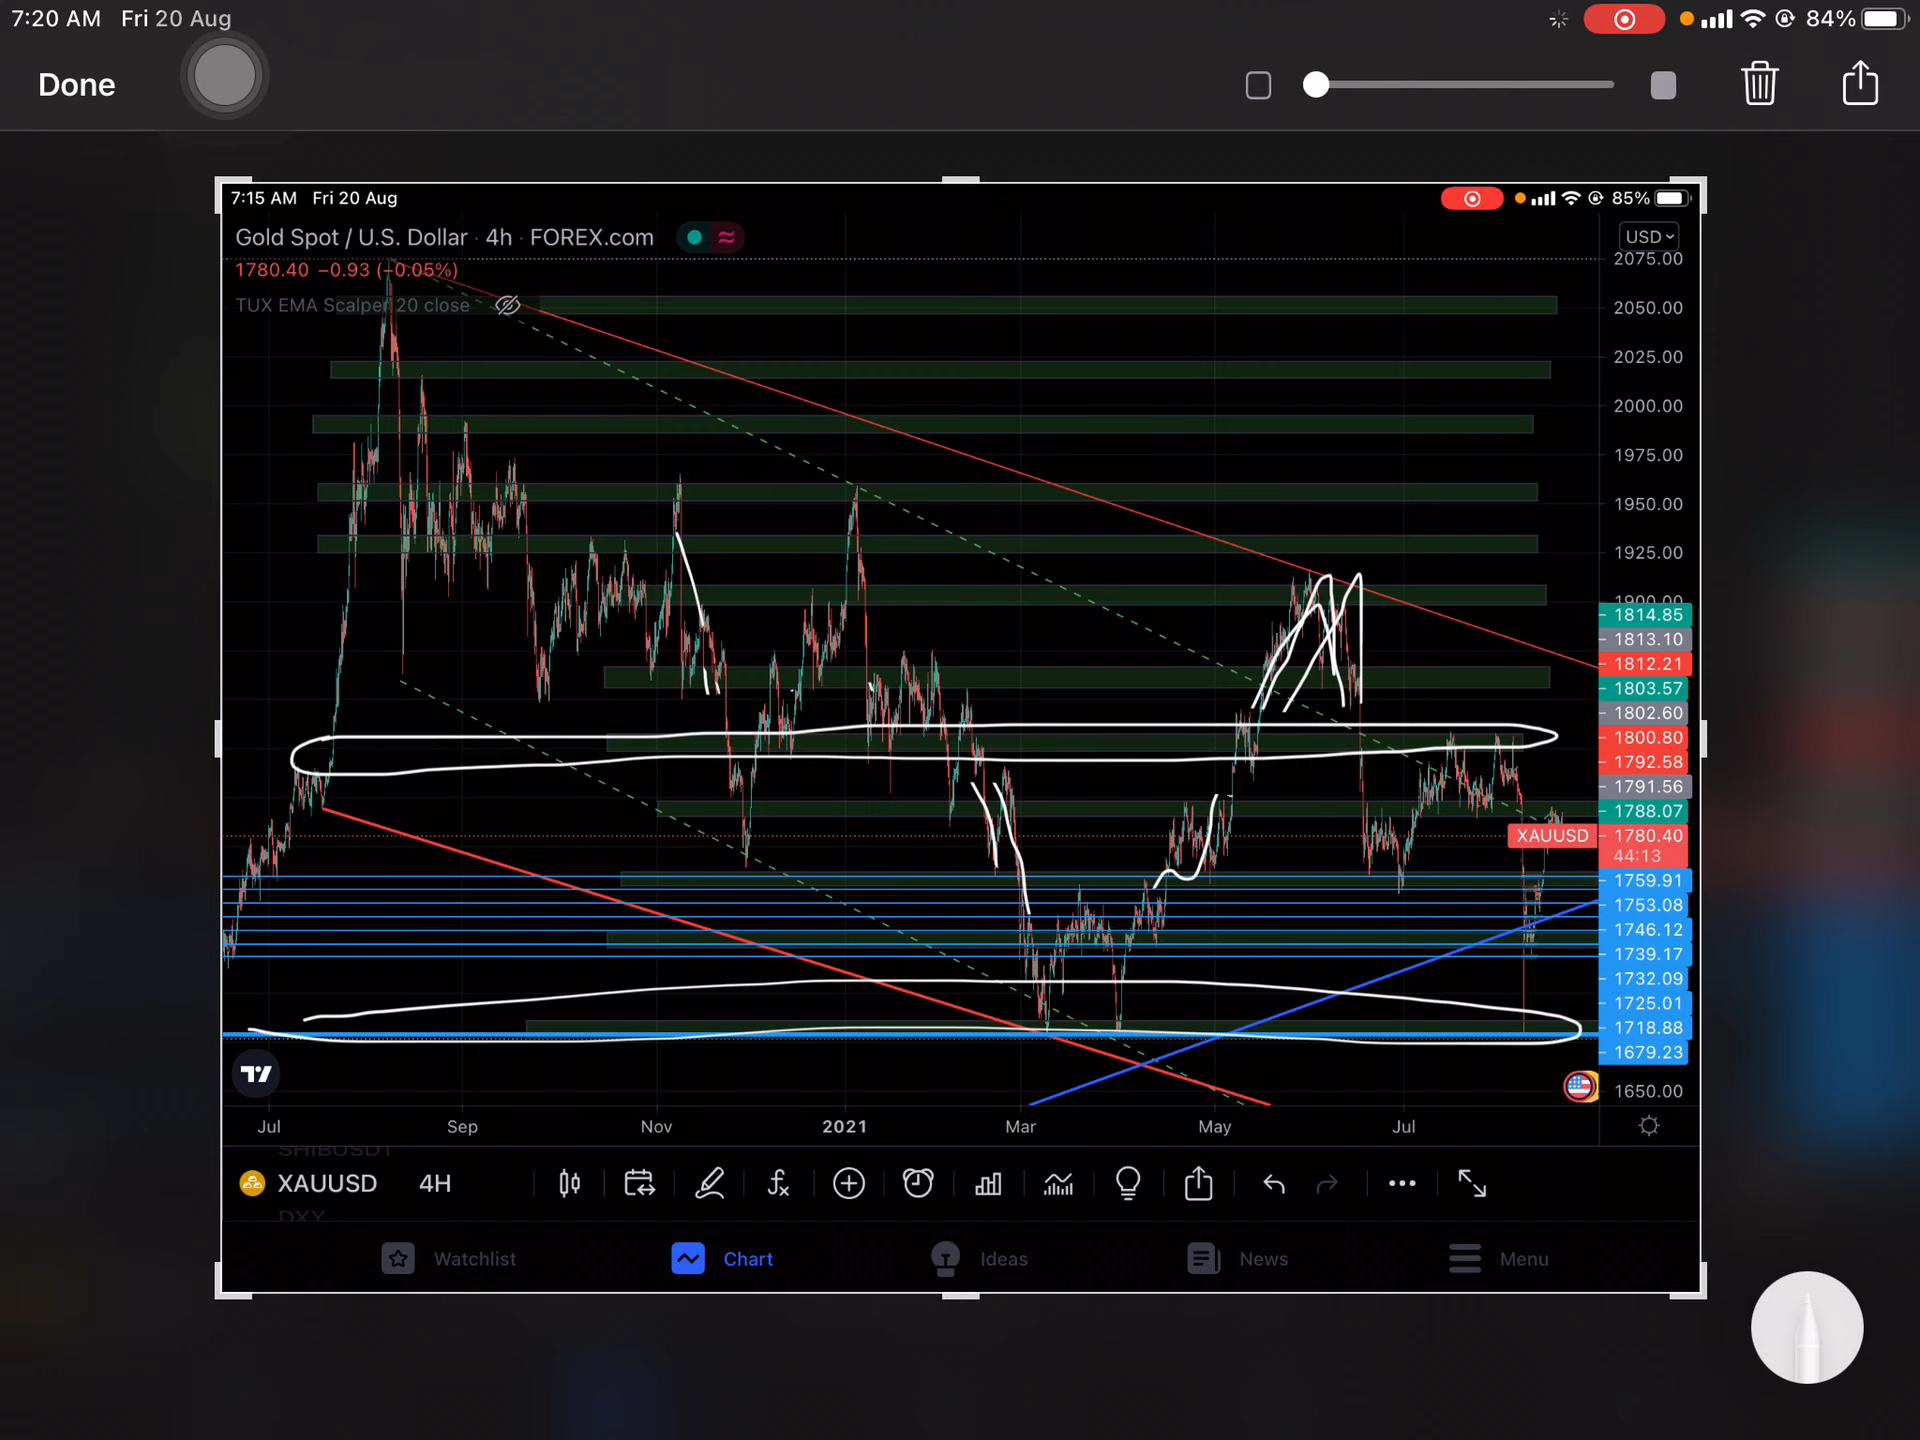 7:20 AM Fri 20 Aug 84%
Done
7:15 AM Fri 20 Aug 85%
Gold Spot / U.S. Dollar · 4h · FOREX.com
USD
1780.40 −0.93 (−0.05%)
TUX EMA Scalper 20 close
2075.00
2050.00
2025.00
2000.00
1975.00
1950.00
1925.00
1900.00
1814.85
1813.10
1812.21
1803.57
1802.60
1800.80
1792.58
1791.56
1788.07
XAUUSD 1780.40
44:13
1759.91
1753.08
1746.12
1739.17
1732.09
1725.01
1718.88
1679.23
1650.00
Jul Sep Nov 2021 Mar May Jul
SHIBUSDT
XAUUSD 4H
DXY
Watchlist Chart Ideas News Menu